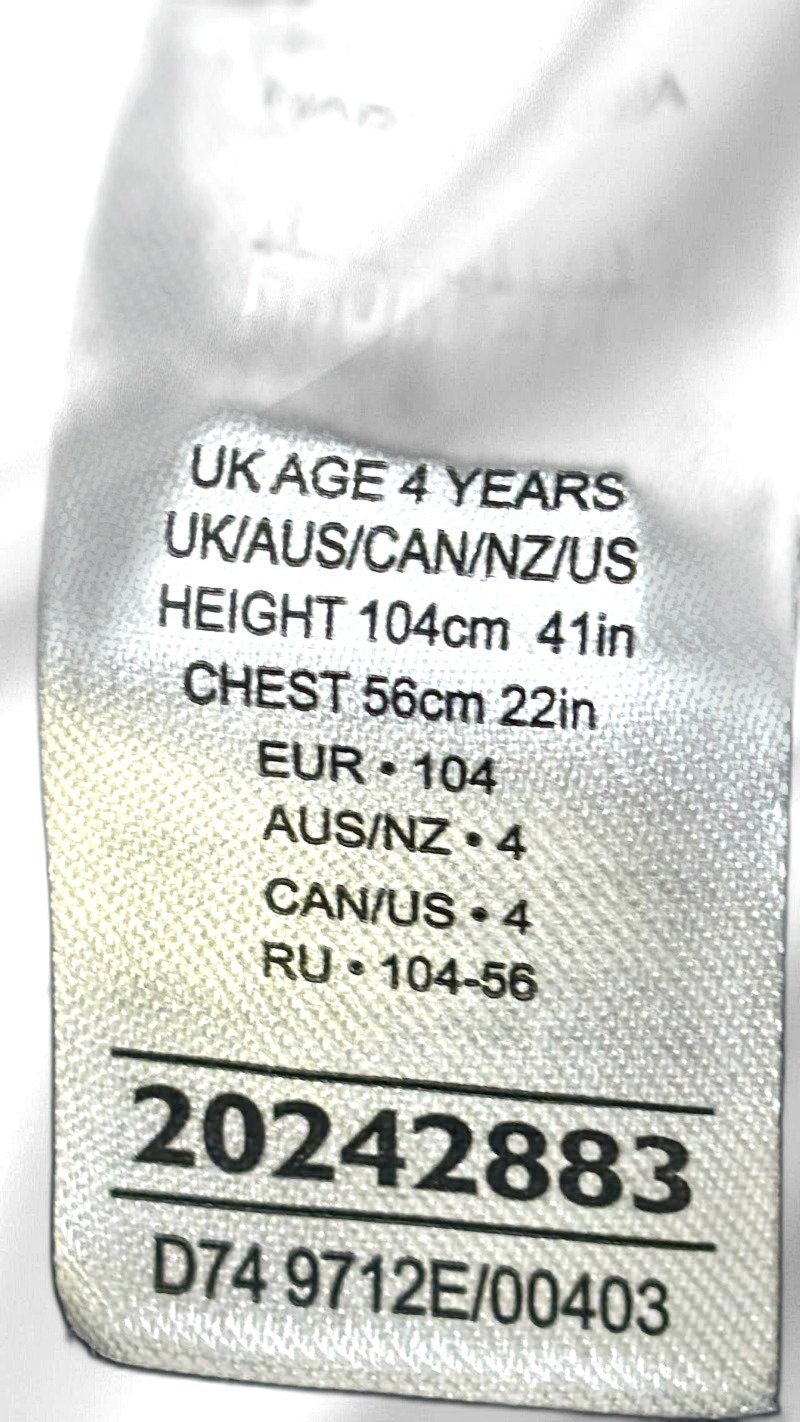 UK AGE 4 YEARS
UK/AUS/CAN/NZ/US
HEIGHT 104cm 41in
CHEST 56cm 22in
EUR • 104
AUS/NZ • 4
CAN/US • 4
RU • 104-56
20242883
D74 9712E/00403